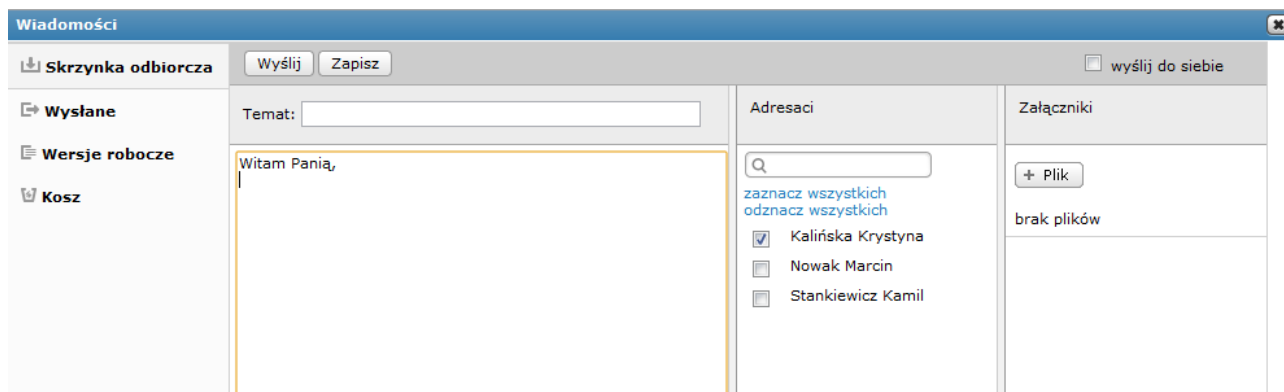 Wiadomości
Skrzynka odbiorcza
Wysłane
Wersje robocze
Kosz
Wyślij
Zapisz
wyślij do siebie
Temat:
Witam Panią,
Adresaci
zaznacz wszystkich
odznacz wszystkich
Kalińska Krystyna
Nowak Marcin
Stankiewicz Kamil
Załączniki
+ Plik
brak plików